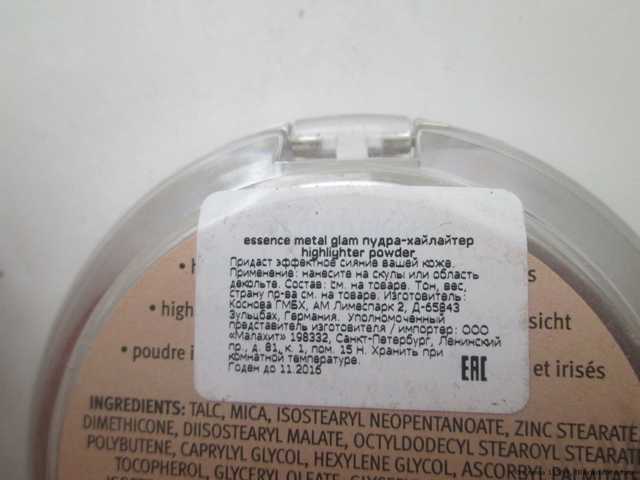 essence metal glam пудра-хайлайтер
highlighter powder
Придаст эффектное сияние вашей коже.
Применение: нанесите на скулы или область
декольте. Состав: см. на товаре. Тон, вес,
страну пр-ва см. на товаре. Изготовитель:
Коснова ГМБХ, АМ Лимеспарк 2, Д-65843
Зульцбах, Германия. Уполномоченный
представитель изготовителя / импортер: ООО
«Малахит» 198332, Санкт-Петербург, Ленинский
пр., д. 81, к. 1, пом. 15 Н. Хранить при
комнатной температуре.
Годен до 11.2016
EAC
• h
s
• high
sicht
• poudre i
et irisés
INGREDIENTS: TALC, MICA, ISOSTEARYL NEOPENTANOATE, ZINC STEARATE,
DIMETHICONE, DIISOSTEARYL MALATE, OCTYLDODECYL STEAROYL STEARATE
POLYBUTENE, CAPRYLYL GLYCOL, HEXYLENE GLYCOL, ASCORBYL PALMITATE
TOCOPHEROL, GLYCERYL OLEATE, GLYCE